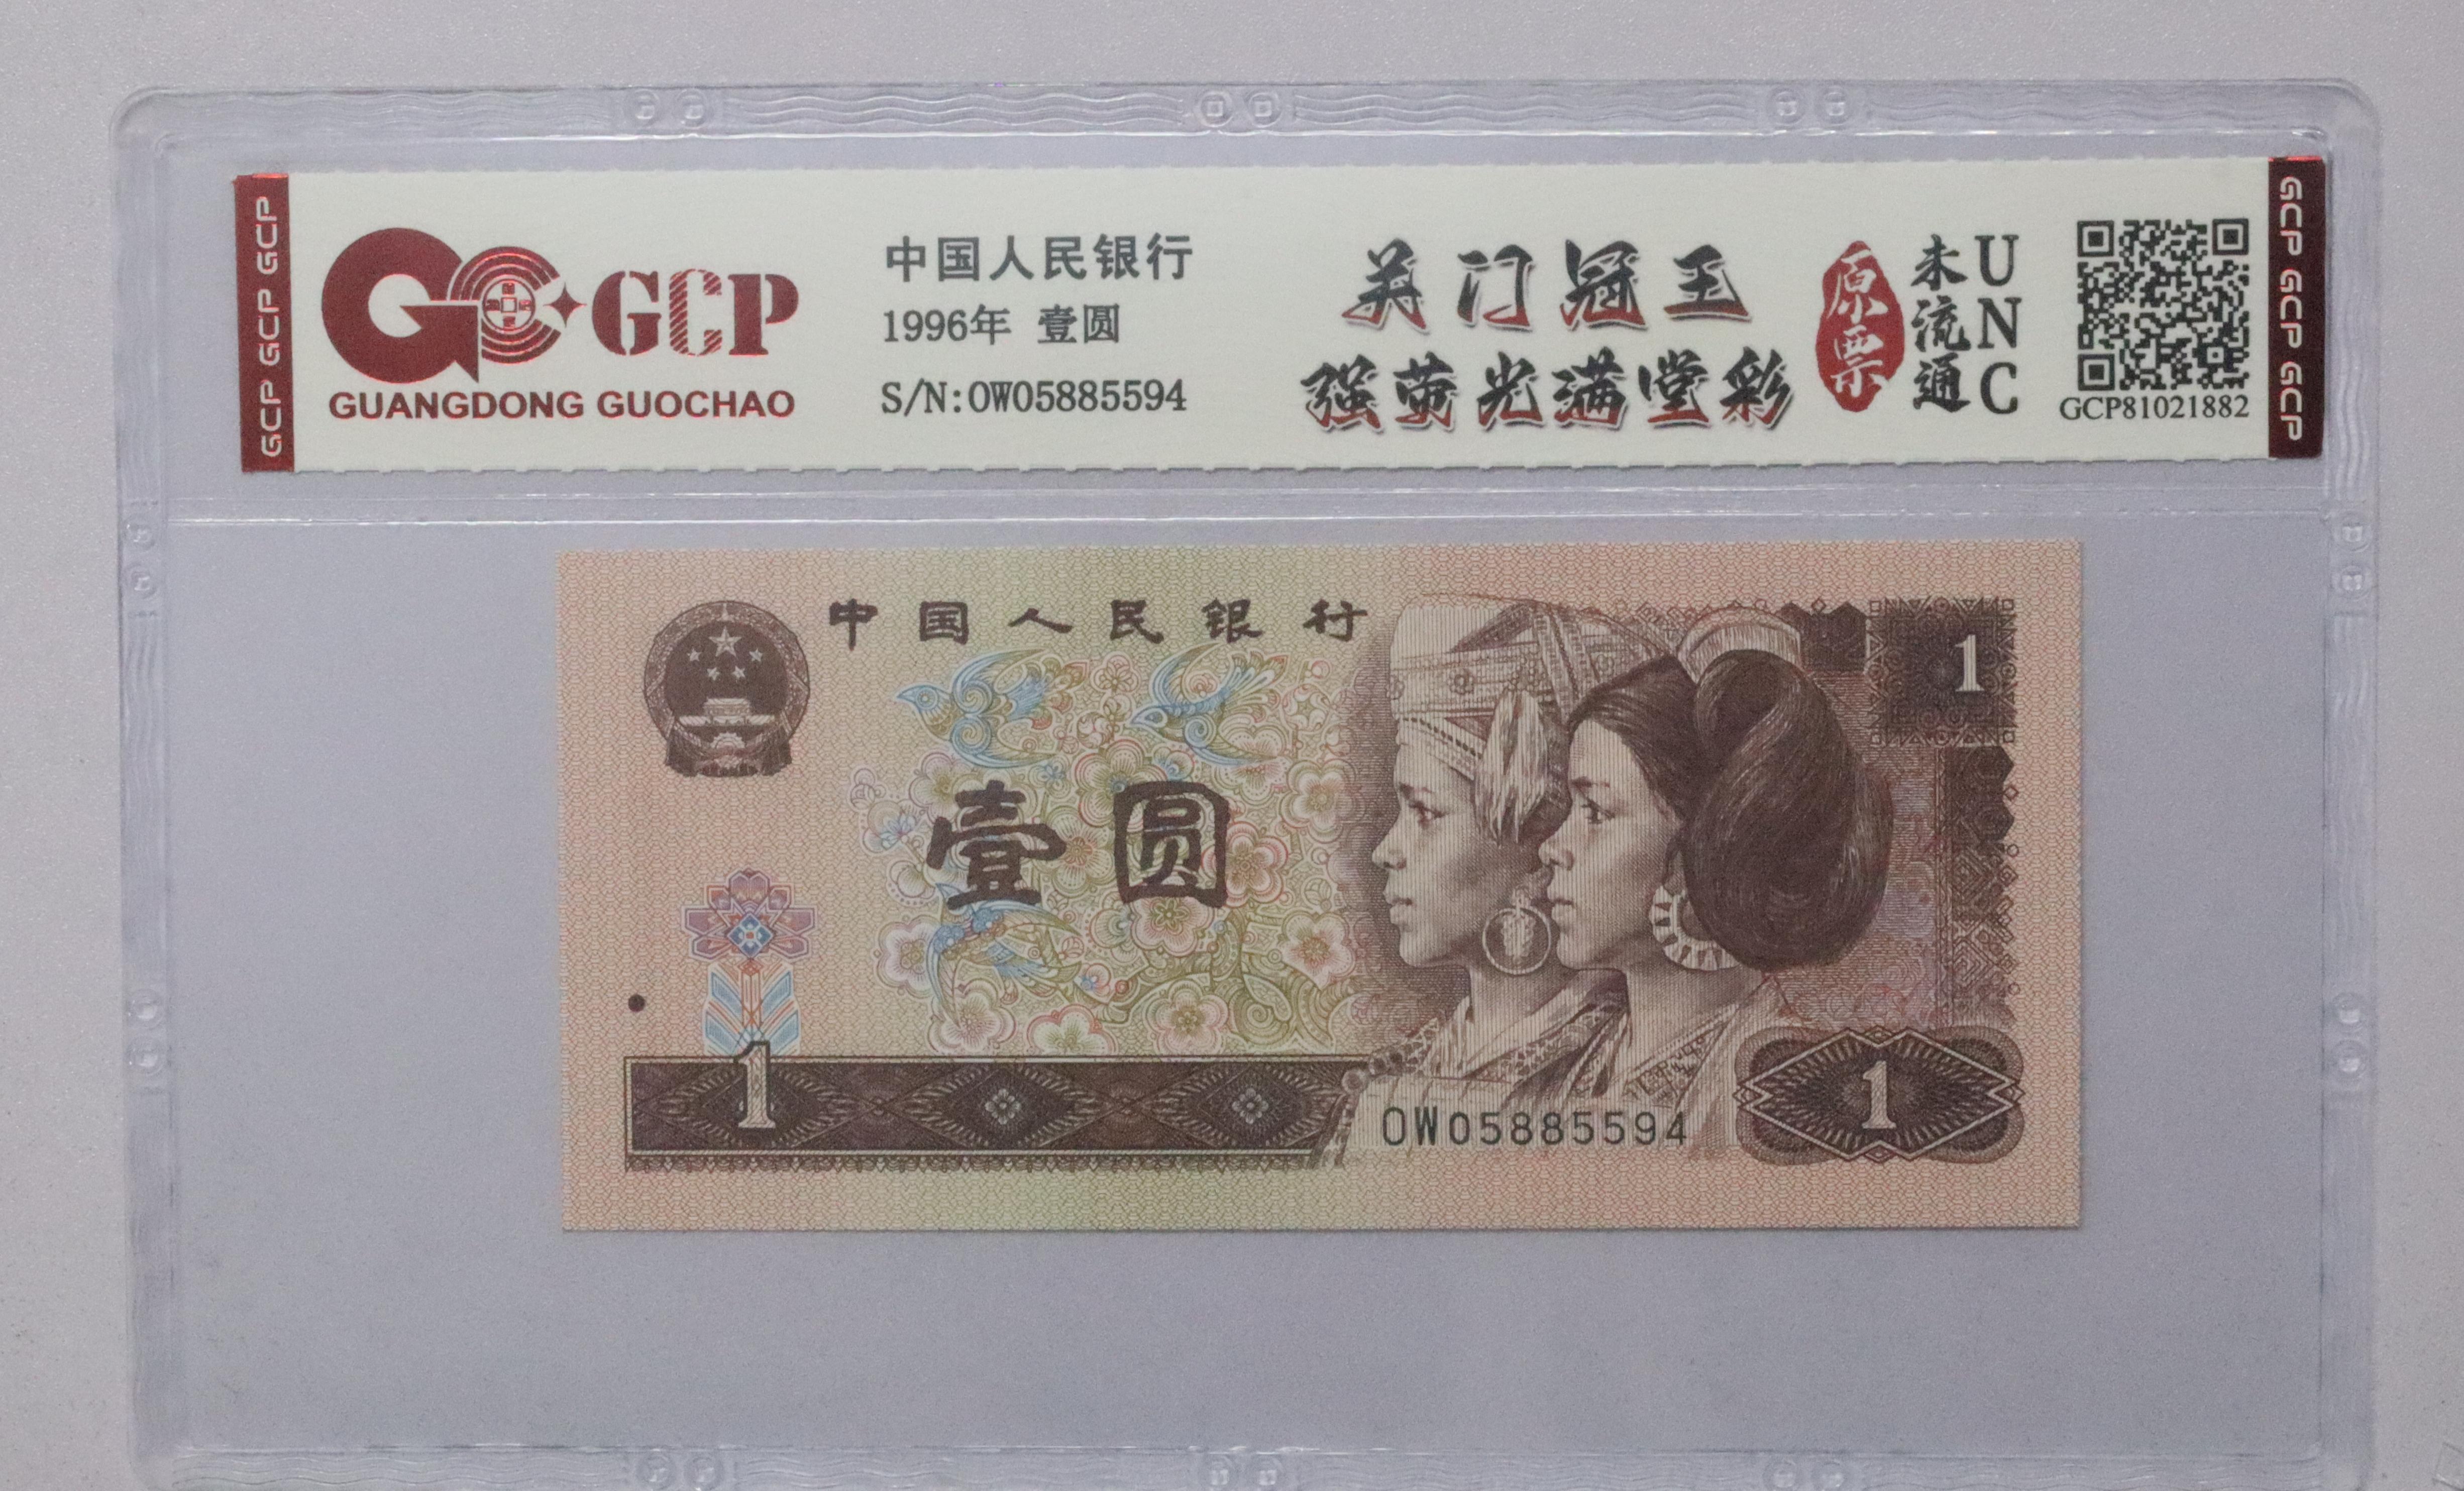 GCP GCP GCP
GCP
GUANGDONG GUOCHAO
中国人民银行
1996年 壹圆
S/N:OW05885594
关门冠王
强荧光满堂彩
原票
未流通
UNC
GCP81021882
GCP GCP GCP
中国人民银行
1
壹圆
1
OW05885594
1